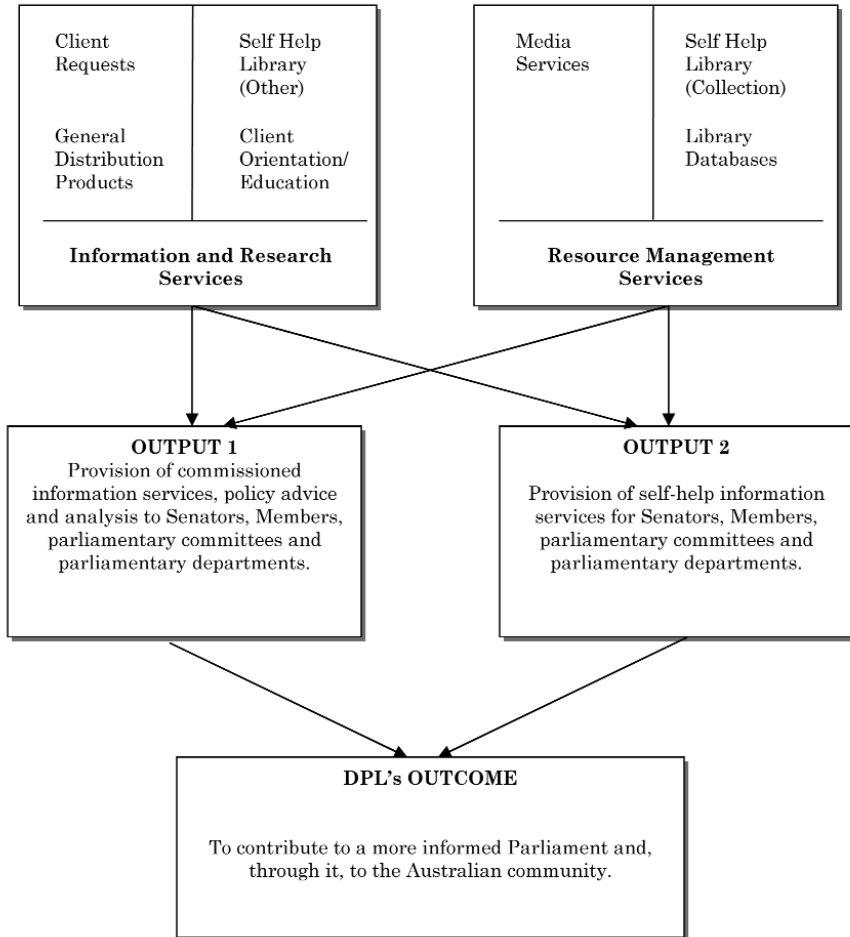 Client
Requests
General
Distribution
Products
Self Help
Library
(Other)
Client
Orientation/
Education
Information and Research
Services
Media
Services
Self Help
Library
(Collection)
Library
Databases
Resource Management
Services
OUTPUT 1
Provision of commissioned
information services, policy advice
and analysis to Senators, Members,
parliamentary committees and
parliamentary departments.
OUTPUT 2
Provision of self-help information
services for Senators, Members,
parliamentary committees and
parliamentary departments.
DPL's OUTCOME
To contribute to a more informed Parliament and,
through it, to the Australian community.